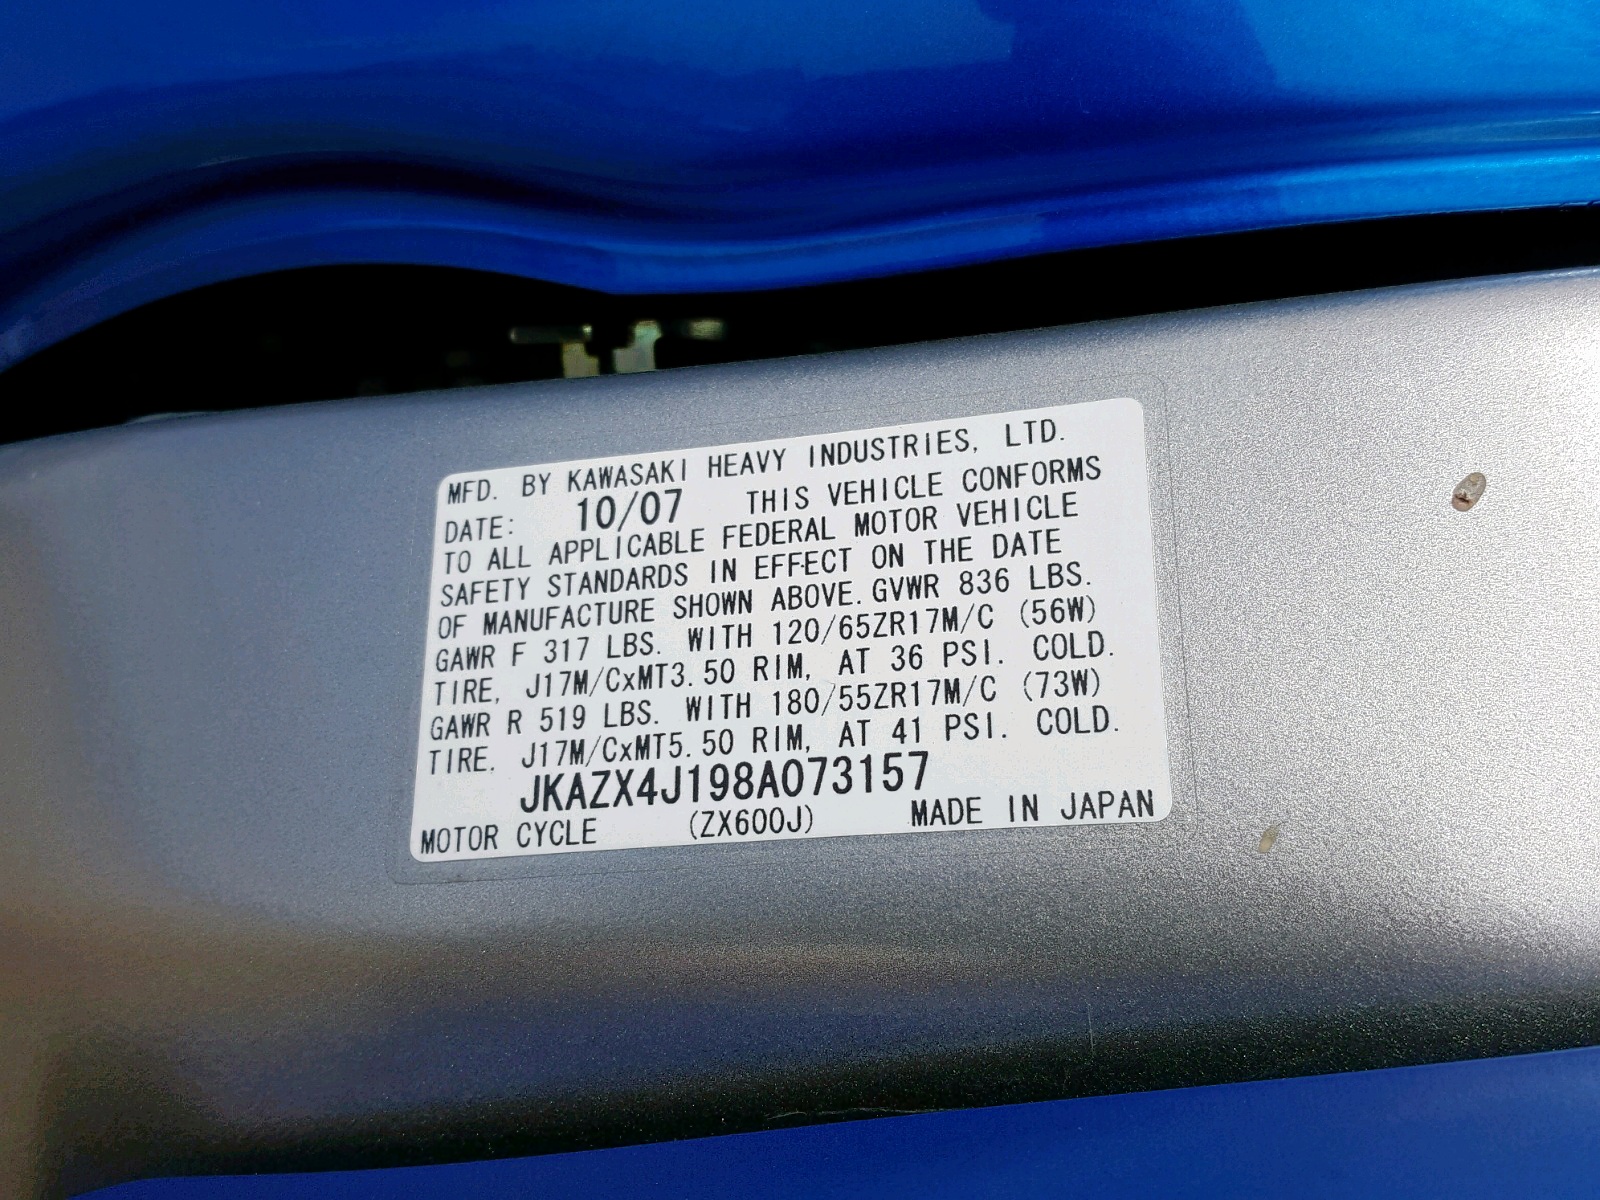 MFD. BY KAWASAKI HEAVY INDUSTRIES, LTD.
DATE: 10/07 THIS VEHICLE CONFORMS
TO ALL APPLICABLE FEDERAL MOTOR VEHICLE
SAFETY STANDARDS IN EFFECT ON THE DATE
OF MANUFACTURE SHOWN ABOVE. GVWR 836 LBS.
GAWR F 317 LBS. WITH 120/65ZR17M/C (56W)
TIRE, J17M/CxMT3.50 RIM, AT 36 PSI. COLD.
GAWR R 519 LBS. WITH 180/55ZR17M/C (73W)
TIRE, J17M/CxMT5.50 RIM, AT 41 PSI. COLD.
JKAZX4J198A073157
MOTOR CYCLE (ZX600J) MADE IN JAPAN